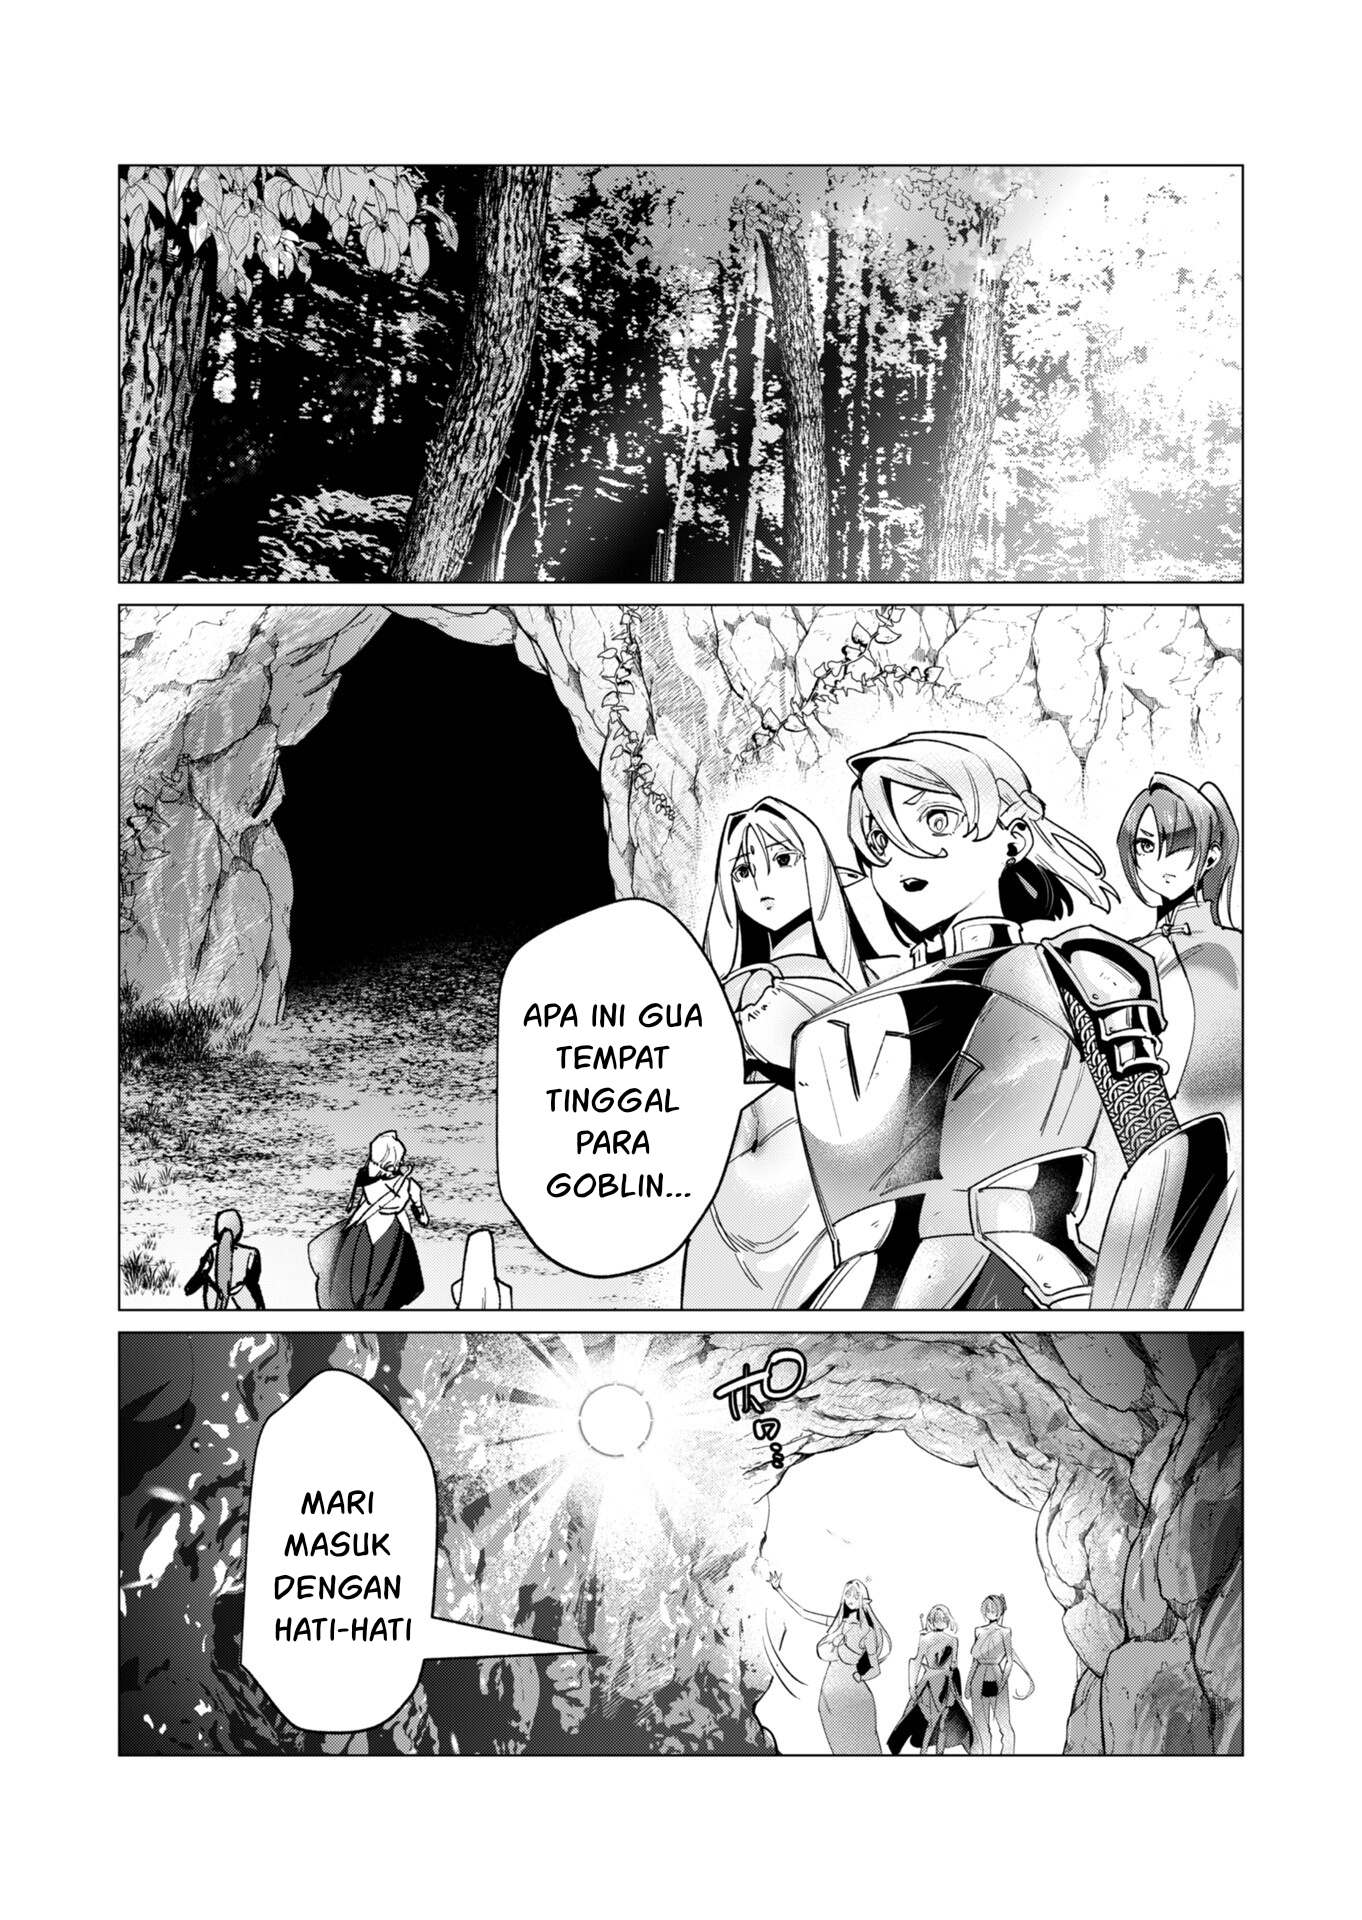 APA INI GUA
TEMPAT
TINGGAL
PARA
GOBLIN...
MARI
MASUK
DENGAN
HATI-HATI